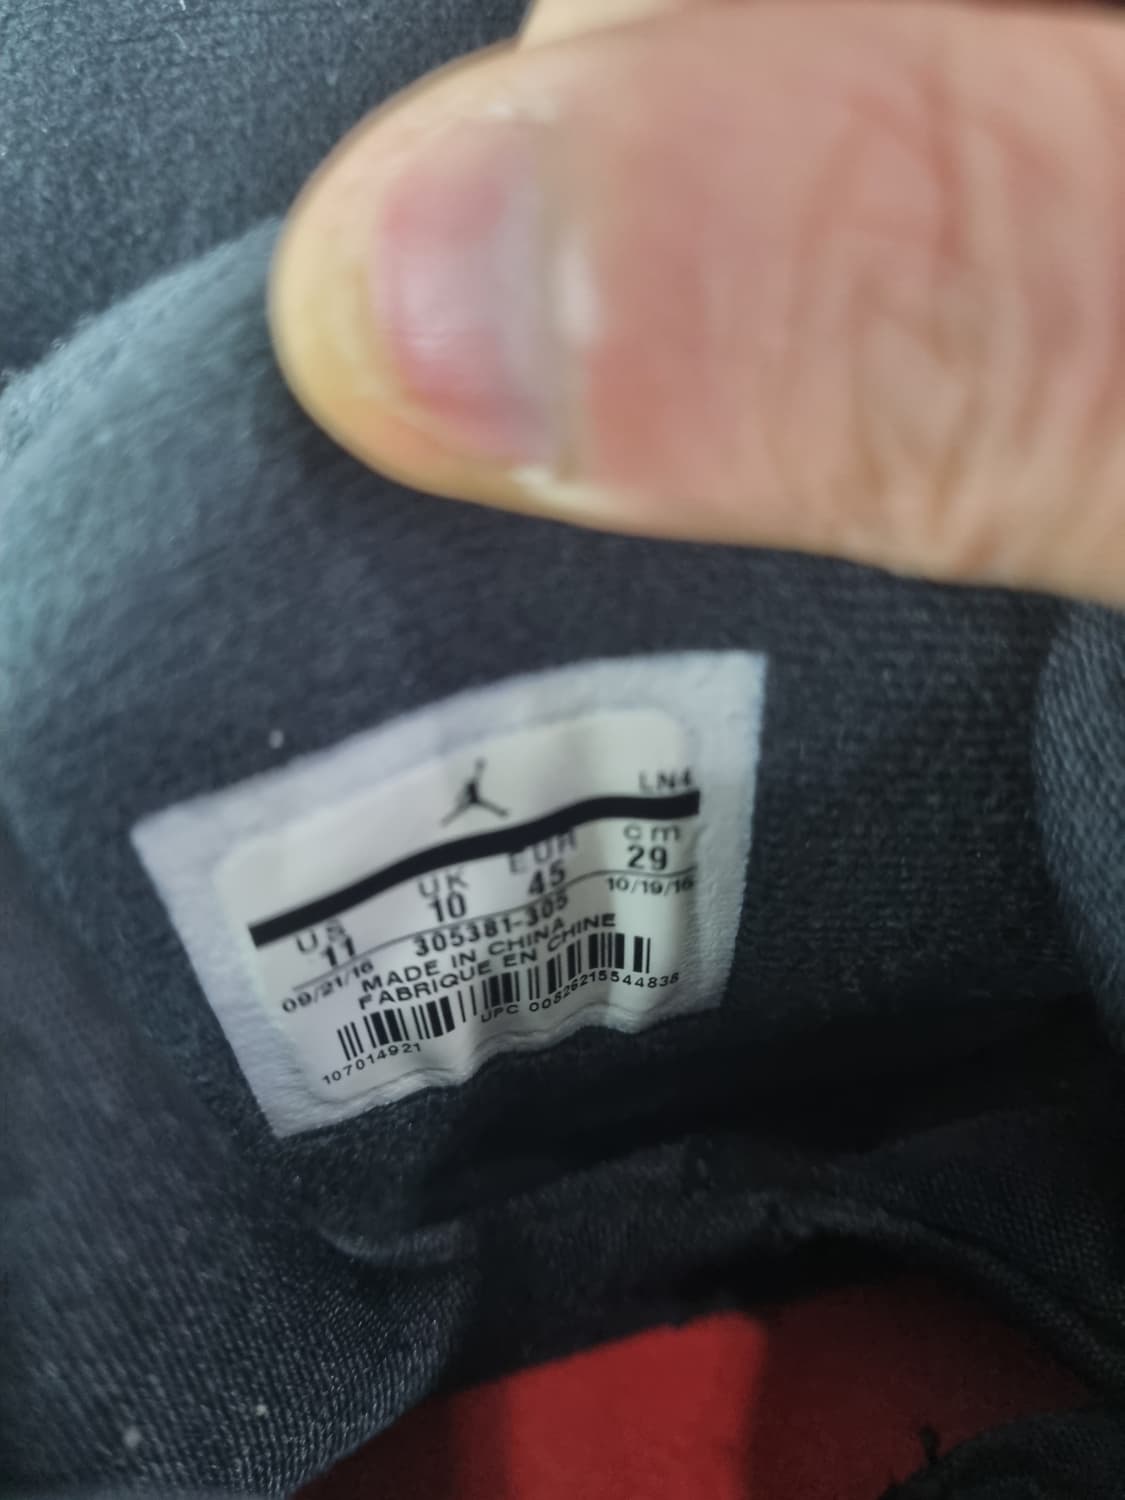 LN4
US UK EUR cm
11 10 45 29
09/21/16 305381-305 10/19/16
MADE IN CHINA
FABRIQUE EN CHINE
107014921 UPC 00826215544838